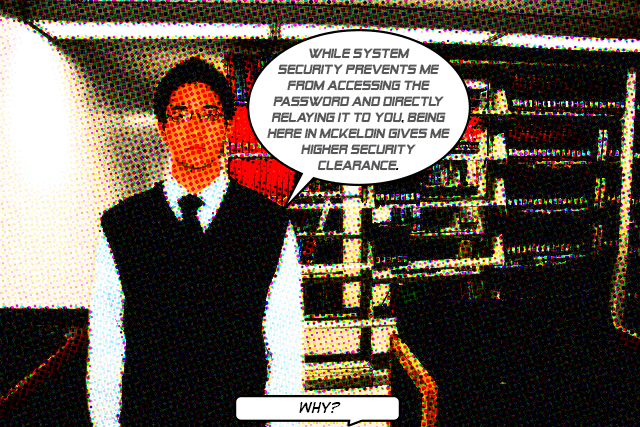 WHILE SYSTEM
SECURITY PREVENTS ME
FROM ACCESSING THE
PASSWORD AND DIRECTLY
RELAYING IT TO YOU, BEING
HERE IN MCKELDIN GIVES ME
HIGHER SECURITY
CLEARANCE.
WHY?